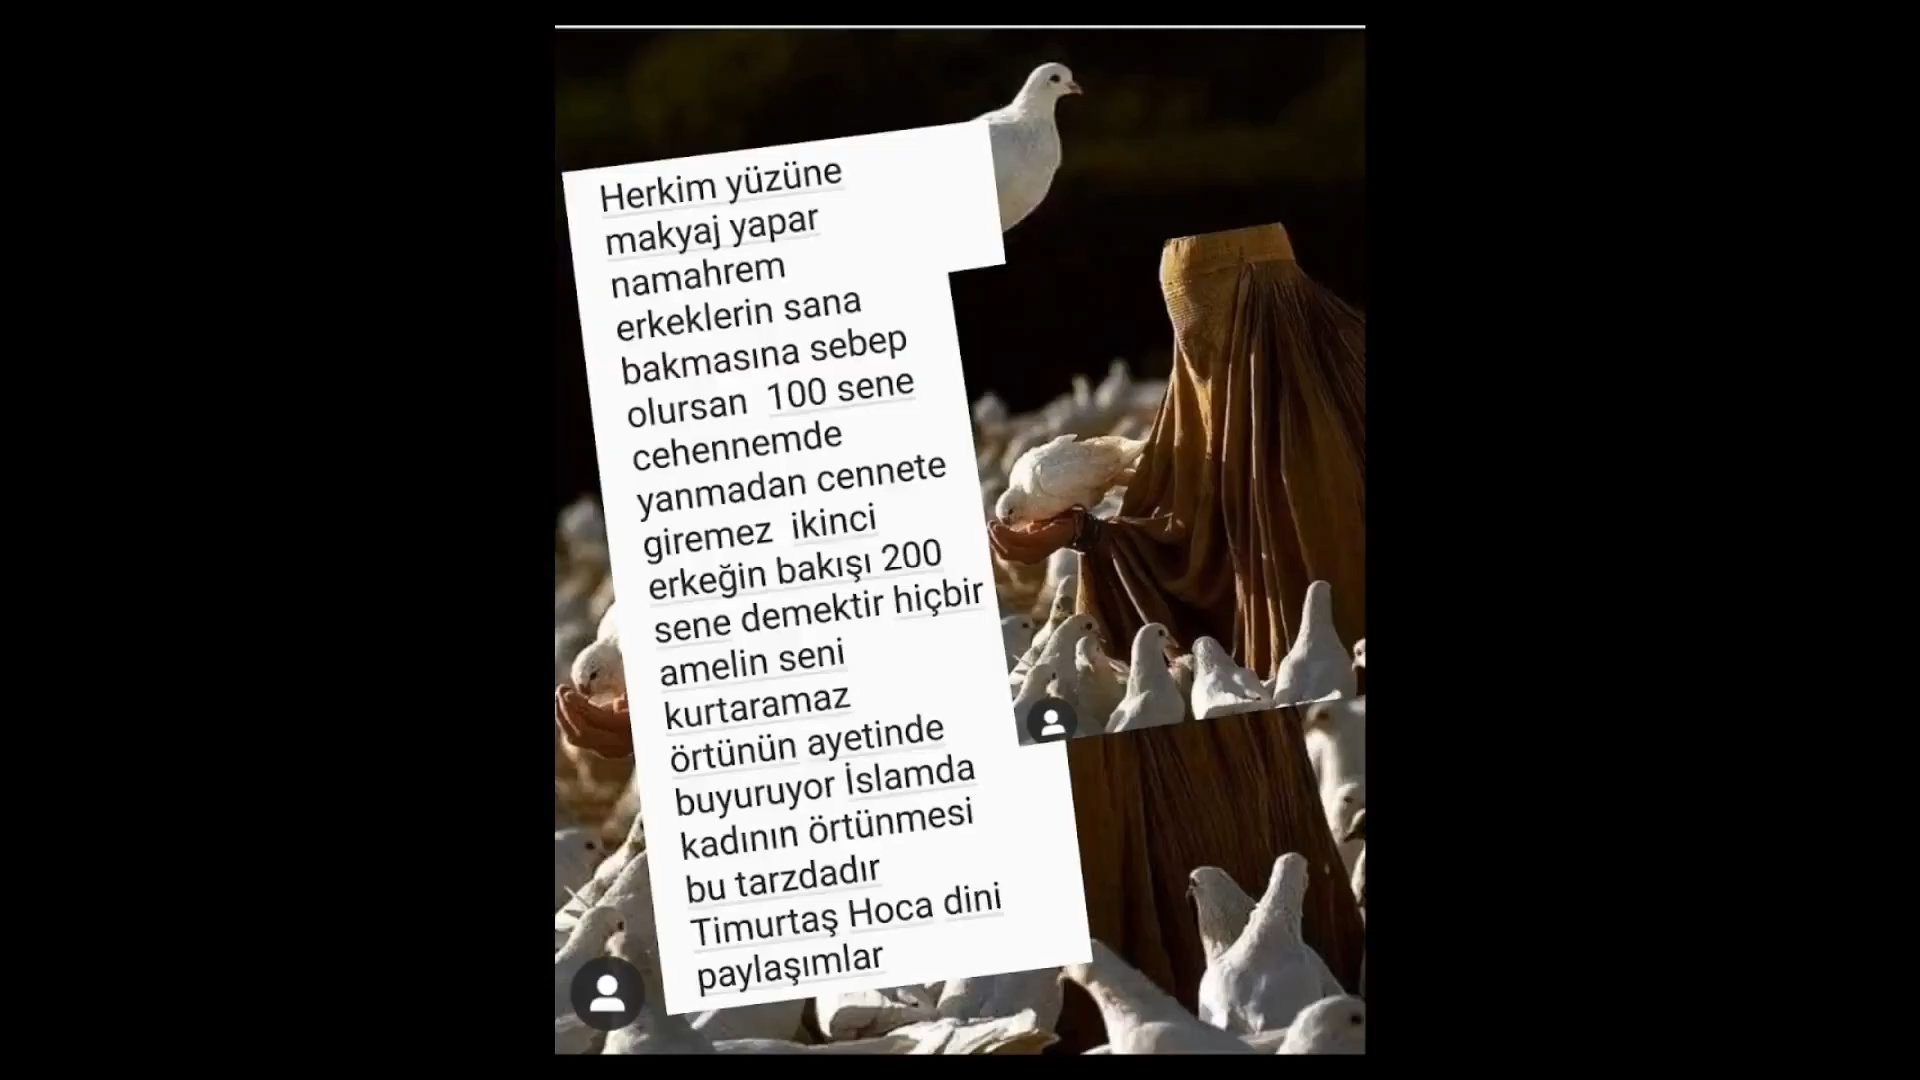 Herkim yüzüne
makyaj yapar
namahrem
erkeklerin sana
bakmasına sebep
olursan 100 sene
cehennemde
yanmadan cennete
giremez ikinci
erkeğin bakışı 200
sene demektir hiçbir
amelin seni
kurtaramaz
örtünün ayetinde
buyuruyor İslamda
kadının örtünmesi
bu tarzdadır
Timurtaş Hoca dini
paylaşımlar